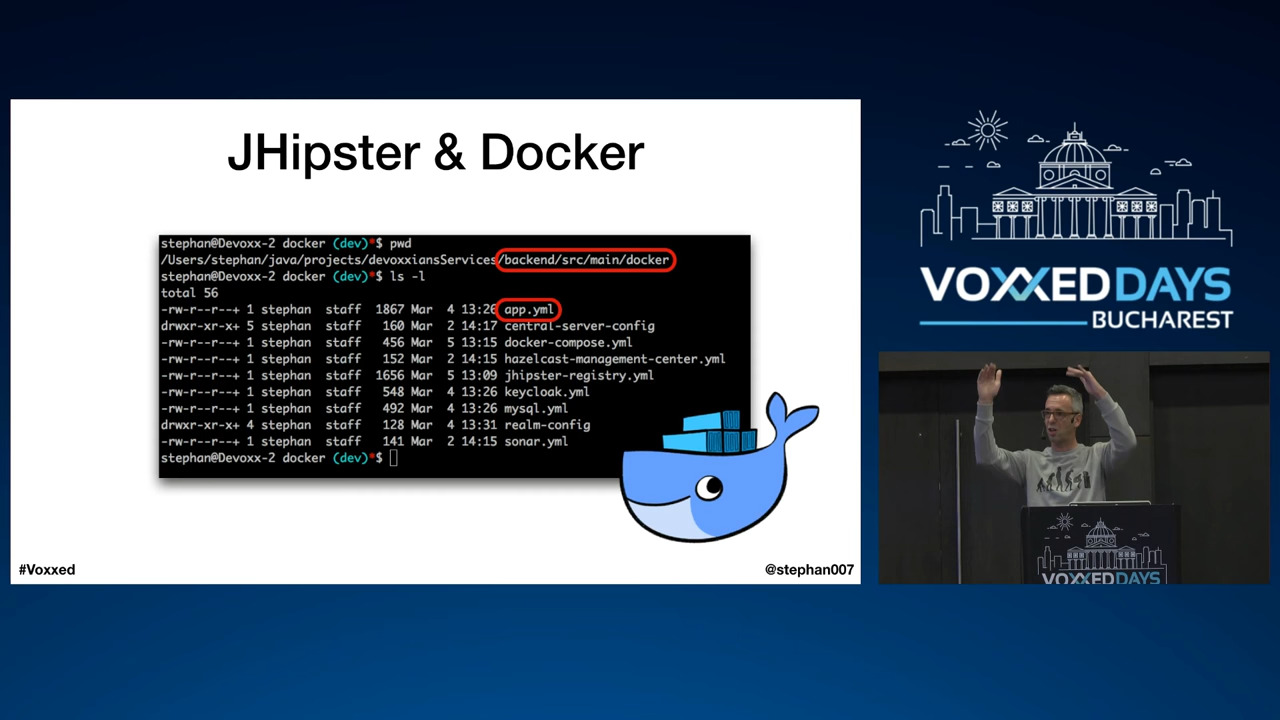 JHipster & Docker
stephan@Devoxx-2 docker (dev)*$ pwd
/Users/stephan/java/projects/devoxxiansServices/backend/src/main/docker
stephan@Devoxx-2 docker (dev)*$ ls -l
total 56
-rw-r--r--+ 1 stephan staff 1867 Mar 4 13:26 app.yml
drwxr-xr-x+ 5 stephan staff 160 Mar 2 14:17 central-server-config
-rw-r--r--+ 1 stephan staff 456 Mar 5 13:15 docker-compose.yml
-rw-r--r--+ 1 stephan staff 152 Mar 2 14:15 hazelcast-management-center.yml
-rw-r--r--+ 1 stephan staff 1656 Mar 5 13:09 jhipster-registry.yml
-rw-r--r--+ 1 stephan staff 548 Mar 4 13:26 keycloak.yml
-rw-r--r--+ 1 stephan staff 492 Mar 4 13:26 mysql.yml
drwxr-xr-x+ 4 stephan staff 128 Mar 4 13:31 realm-config
-rw-r--r--+ 1 stephan staff 141 Mar 2 14:15 sonar.yml
stephan@Devoxx-2 docker (dev)*$
#Voxxed
@stephan007
VOXXED DAYS
BUCHAREST
VOXXED DAYS